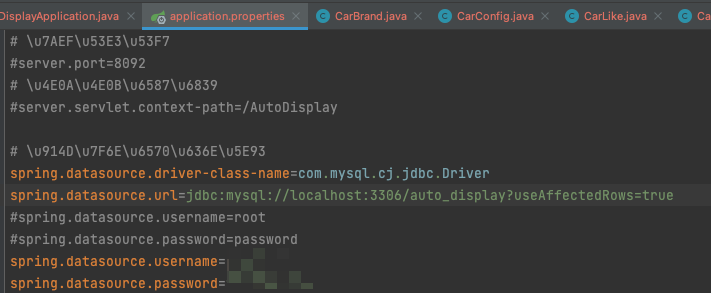 DisplayApplication.java
application.properties
CarBrand.java
CarConfig.java
CarLike.java
Ca
# \u7AEF\u53E3\u53F7
#server.port=8092
# \u4E0A\u4E0B\u6587\u6839
#server.servlet.context-path=/AutoDisplay
# \u914D\u7F6E\u6570\u636E\u5E93
spring.datasource.driver-class-name=com.mysql.cj.jdbc.Driver
spring.datasource.url=jdbc:mysql://localhost:3306/auto_display?useAffectedRows=true
#spring.datasource.username=root
#spring.datasource.password=password
spring.datasource.username=
spring.datasource.password=